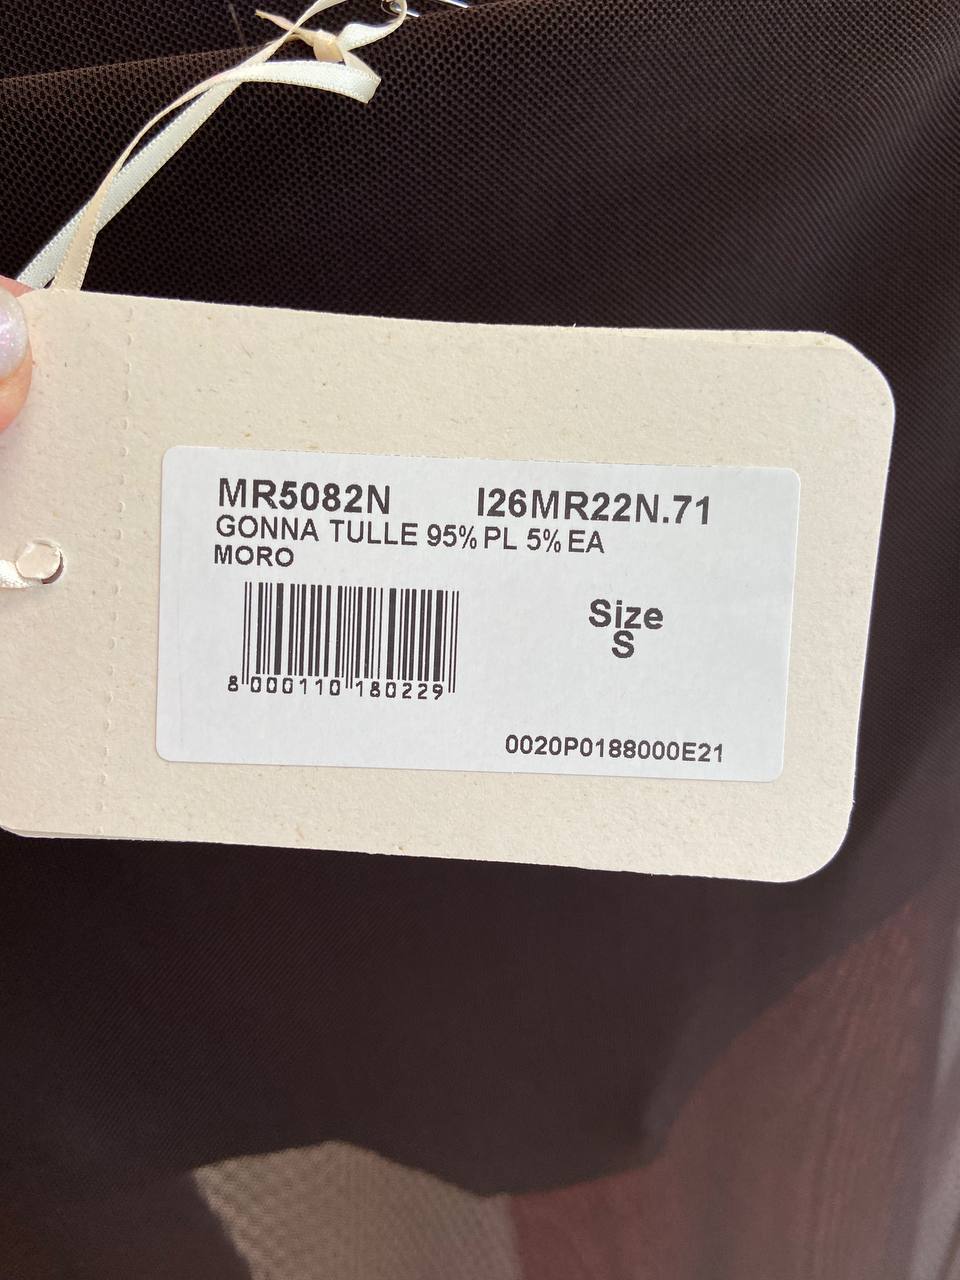 MR5082N I26MR22N.71
GONNA TULLE 95% PL 5% EA
MORO
Size
S
8 000110 180229
0020P0188000E21